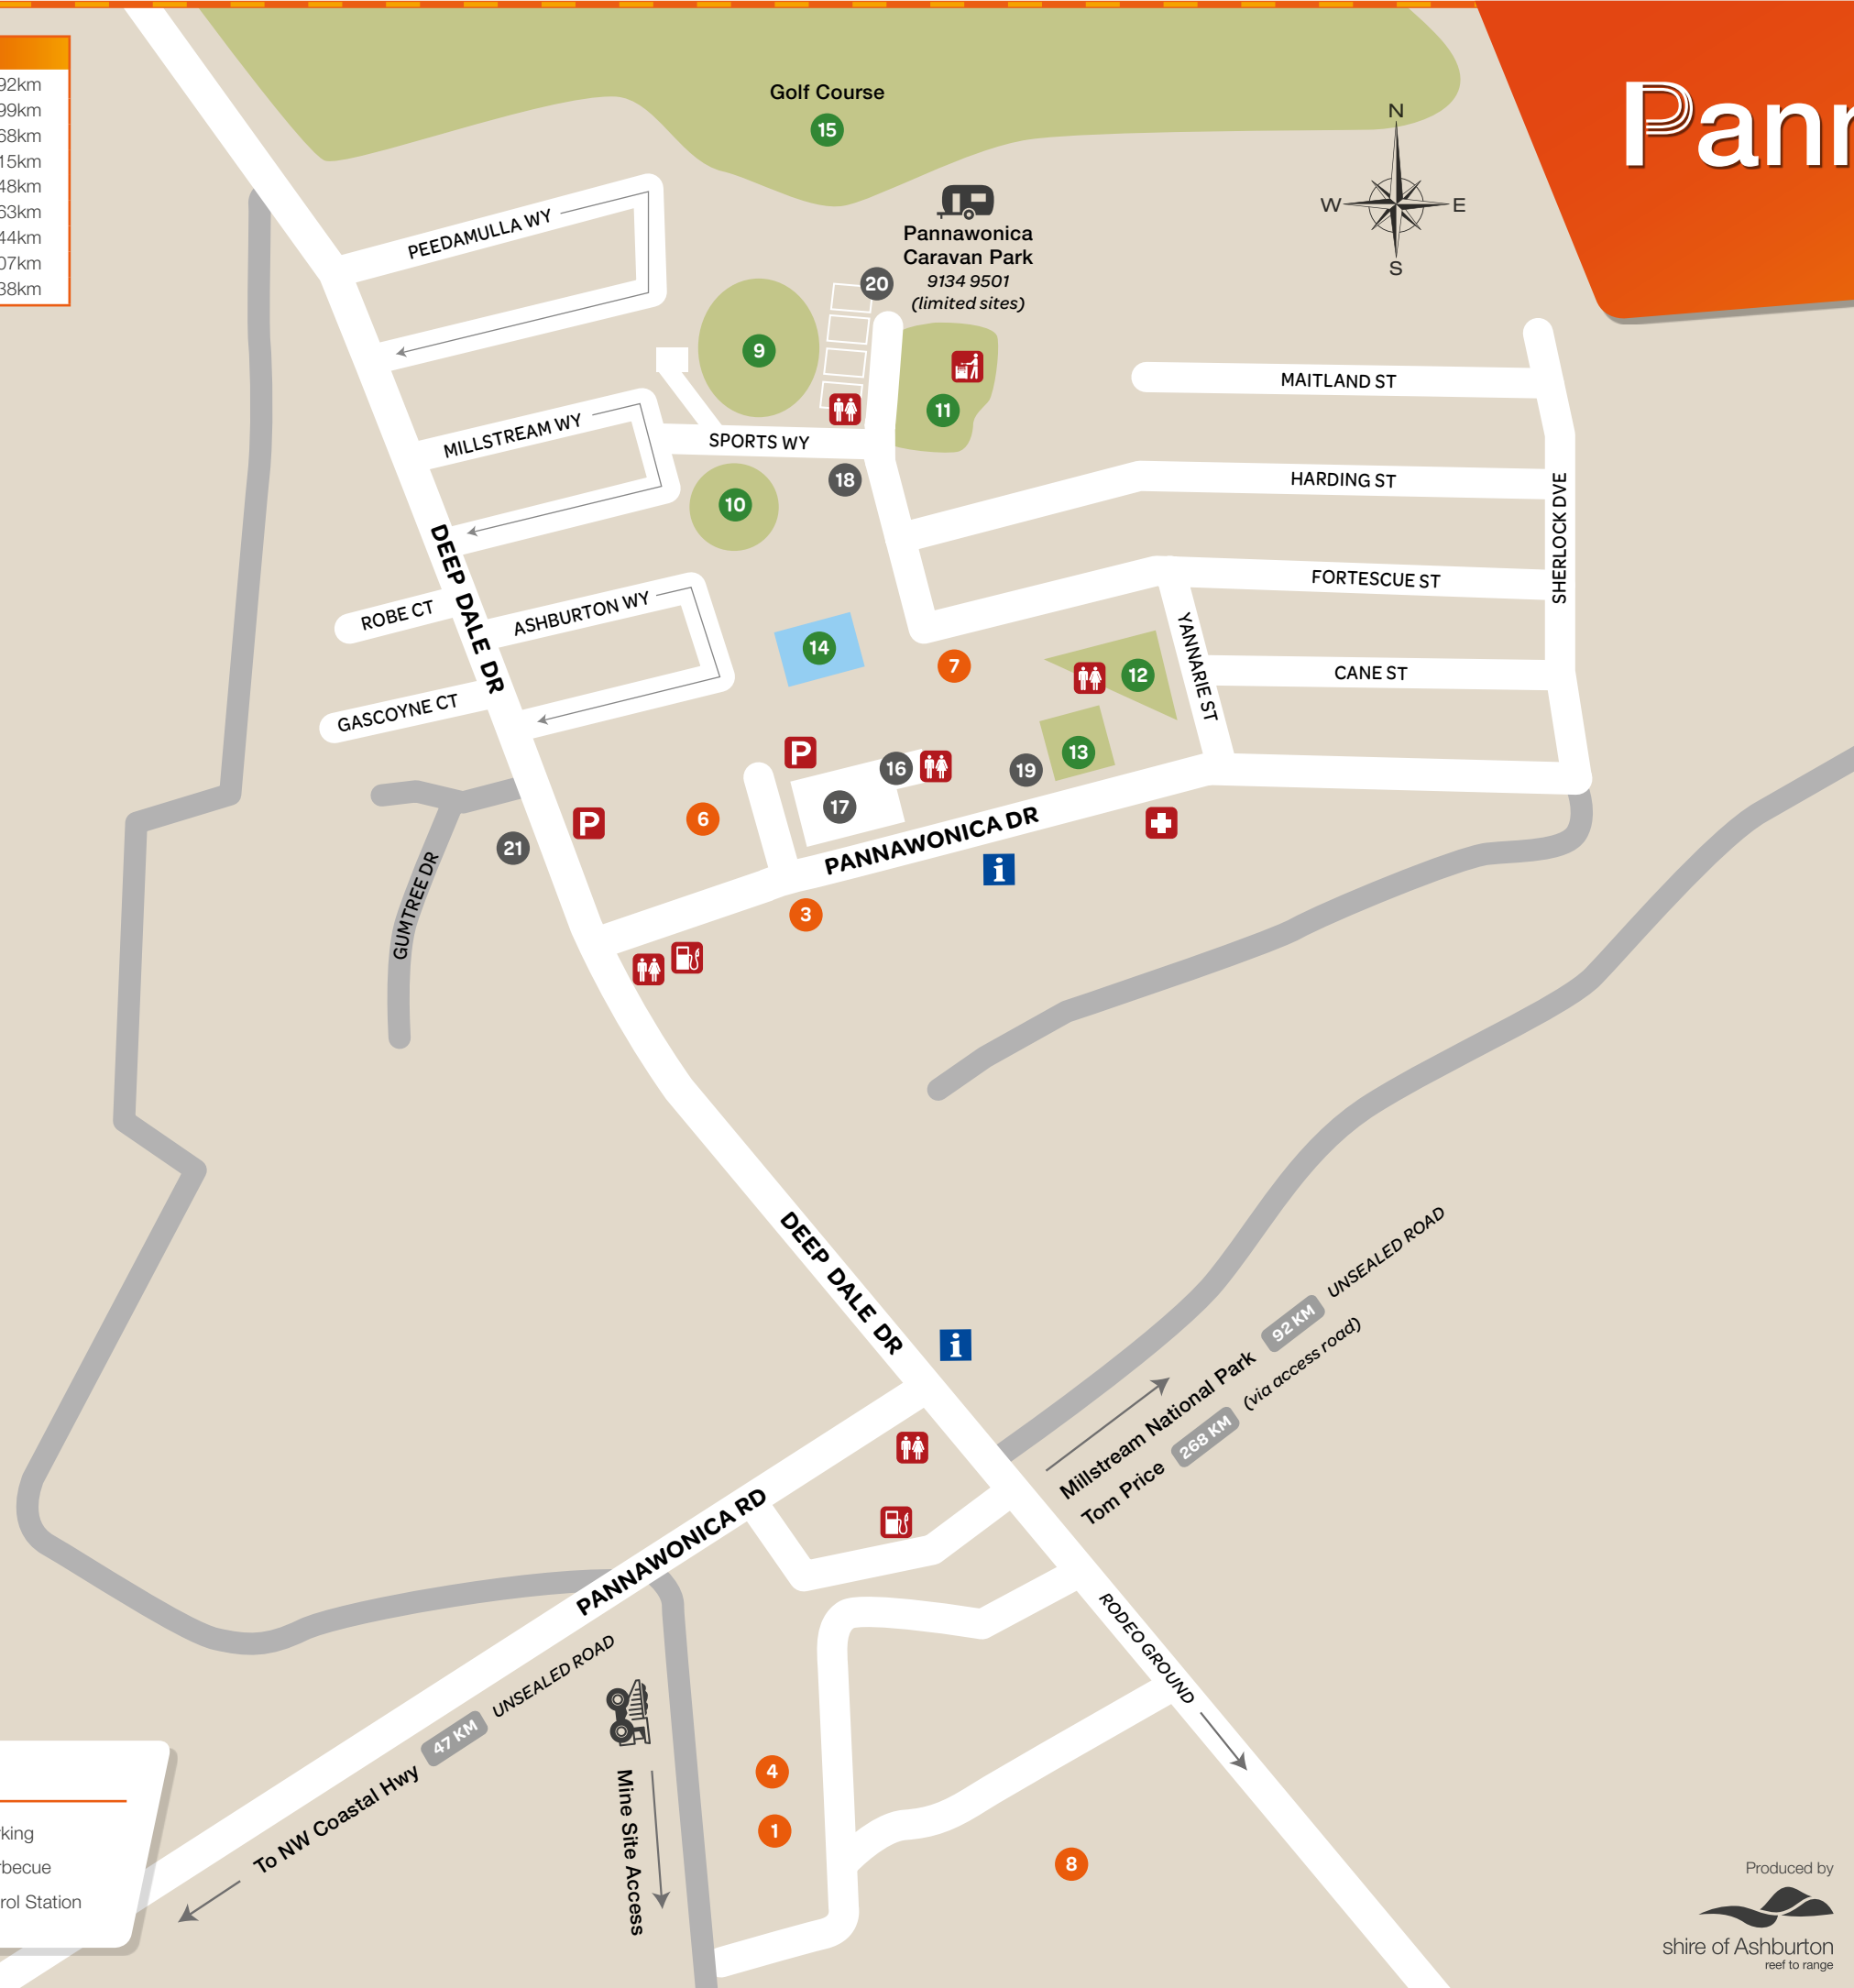 92km
99km
68km
15km
48km
63km
44km
07km
38km
Pann
Golf Course
15
N
W E
S
Pannawonica
Caravan Park
9134 9501
(limited sites)
20
PEEDAMULLA WY
9
11
MAITLAND ST
MILLSTREAM WY
SPORTS WY
18
10
HARDING ST
SHERLOCK DVE
DEEP DALE DR
FORTESCUE ST
ROBE CT
ASHBURTON WY
14
7
12
YANNARIE ST
CANE ST
GASCOYNE CT
P
16
19
13
17
6
P
21
PANNAWONICA DR
i
GUMTREE DR
3
DEEP DALE DR
i
Millstream National Park 92 KM UNSEALED ROAD
Tom Price 268 KM (via access road)
PANNAWONICA RD
RODEO GROUND
To NW Coastal Hwy 47 KM UNSEALED ROAD
Mine Site Access
4
1
8
king
becue
rol Station
Produced by
shire of Ashburton
reef to range